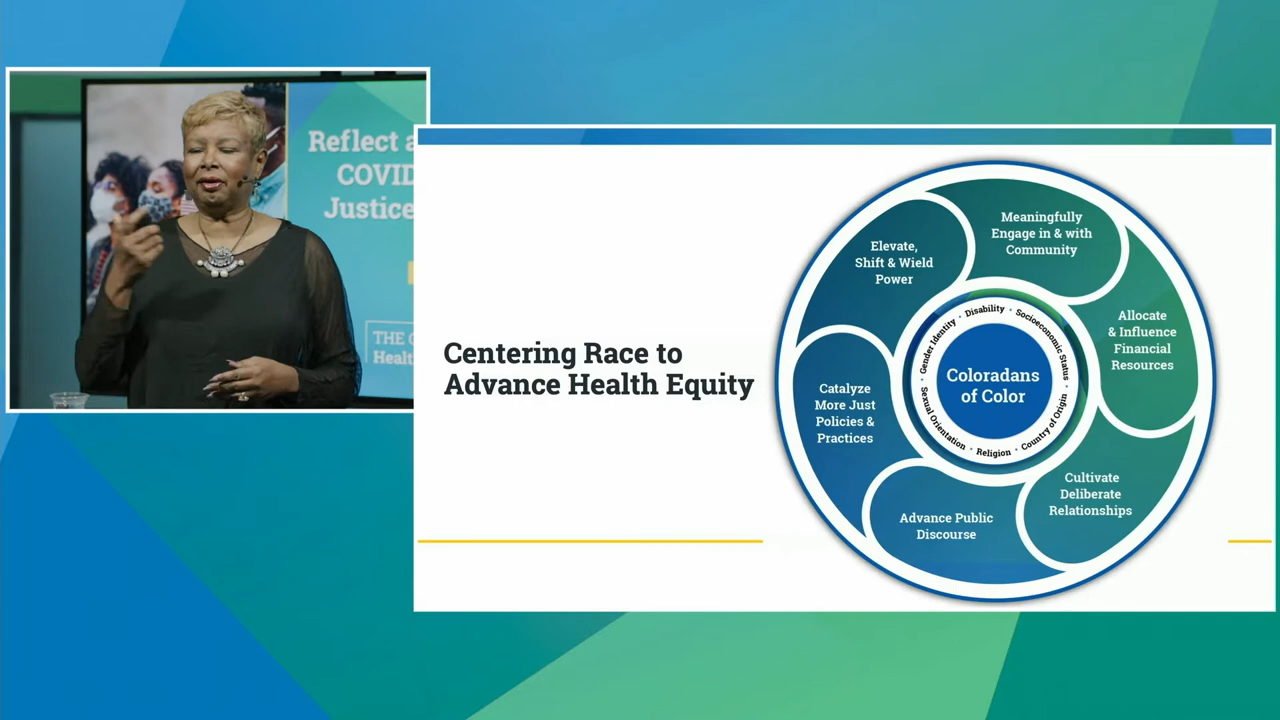 Reflect a
COVID
Justice
THE C
Healt
Centering Race to
Advance Health Equity
Meaningfully
Engage in & with
Community
Allocate
& Influence
Financial
Resources
Cultivate
Deliberate
Relationships
Advance Public
Discourse
Catalyze
More Just
Policies &
Practices
Elevate,
Shift & Wield
Power
Gender Identity • Disability • Socioeconomic Status • Country of Origin • Religion • Sexual Orientation •
Coloradans
of Color